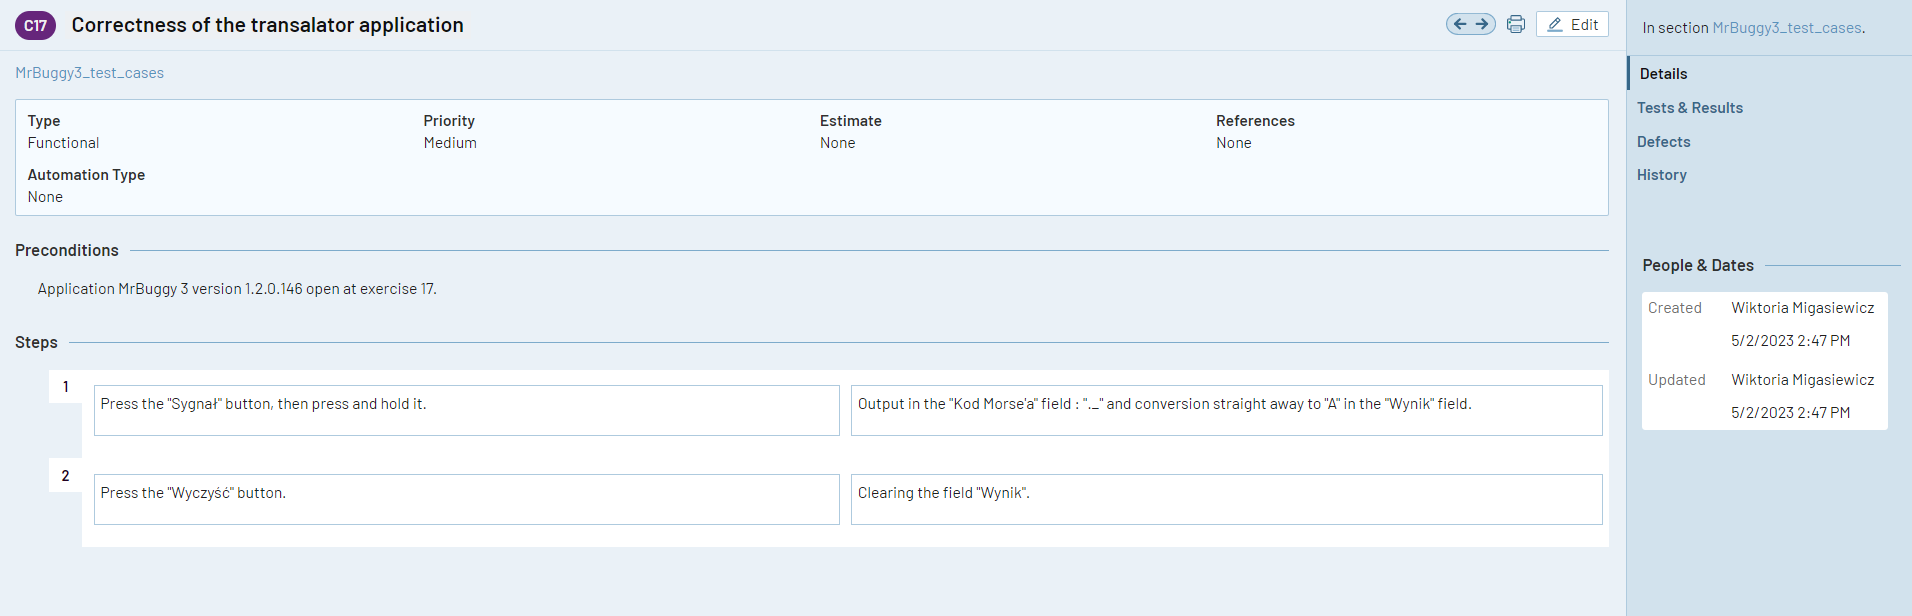 C17 Correctness of the transalator application
Edit
MrBuggy3_test_cases
Type Priority Estimate References
Functional Medium None None
Automation Type
None
Preconditions
Application MrBuggy 3 version 1.2.0.146 open at exercise 17.
Steps
1
Press the "Sygnał" button, then press and hold it.
Output in the "Kod Morse'a" field : "._" and conversion straight away to "A" in the "Wynik" field.
2
Press the "Wyczyść" button.
Clearing the field "Wynik".
In section MrBuggy3_test_cases.
Details
Tests & Results
Defects
History
People & Dates
Created Wiktoria Migasiewicz
5/2/2023 2:47 PM
Updated Wiktoria Migasiewicz
5/2/2023 2:47 PM